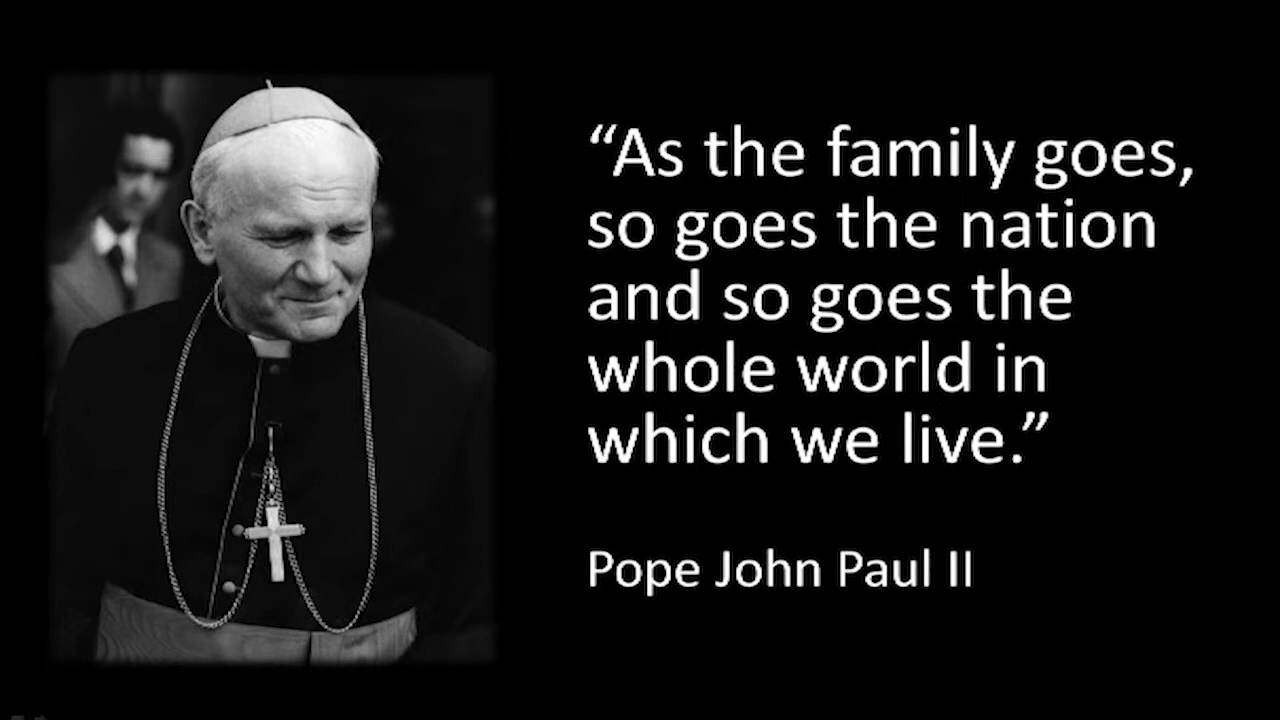 “As the family goes,
so goes the nation
and so goes the
whole world in
which we live.”
Pope John Paul II